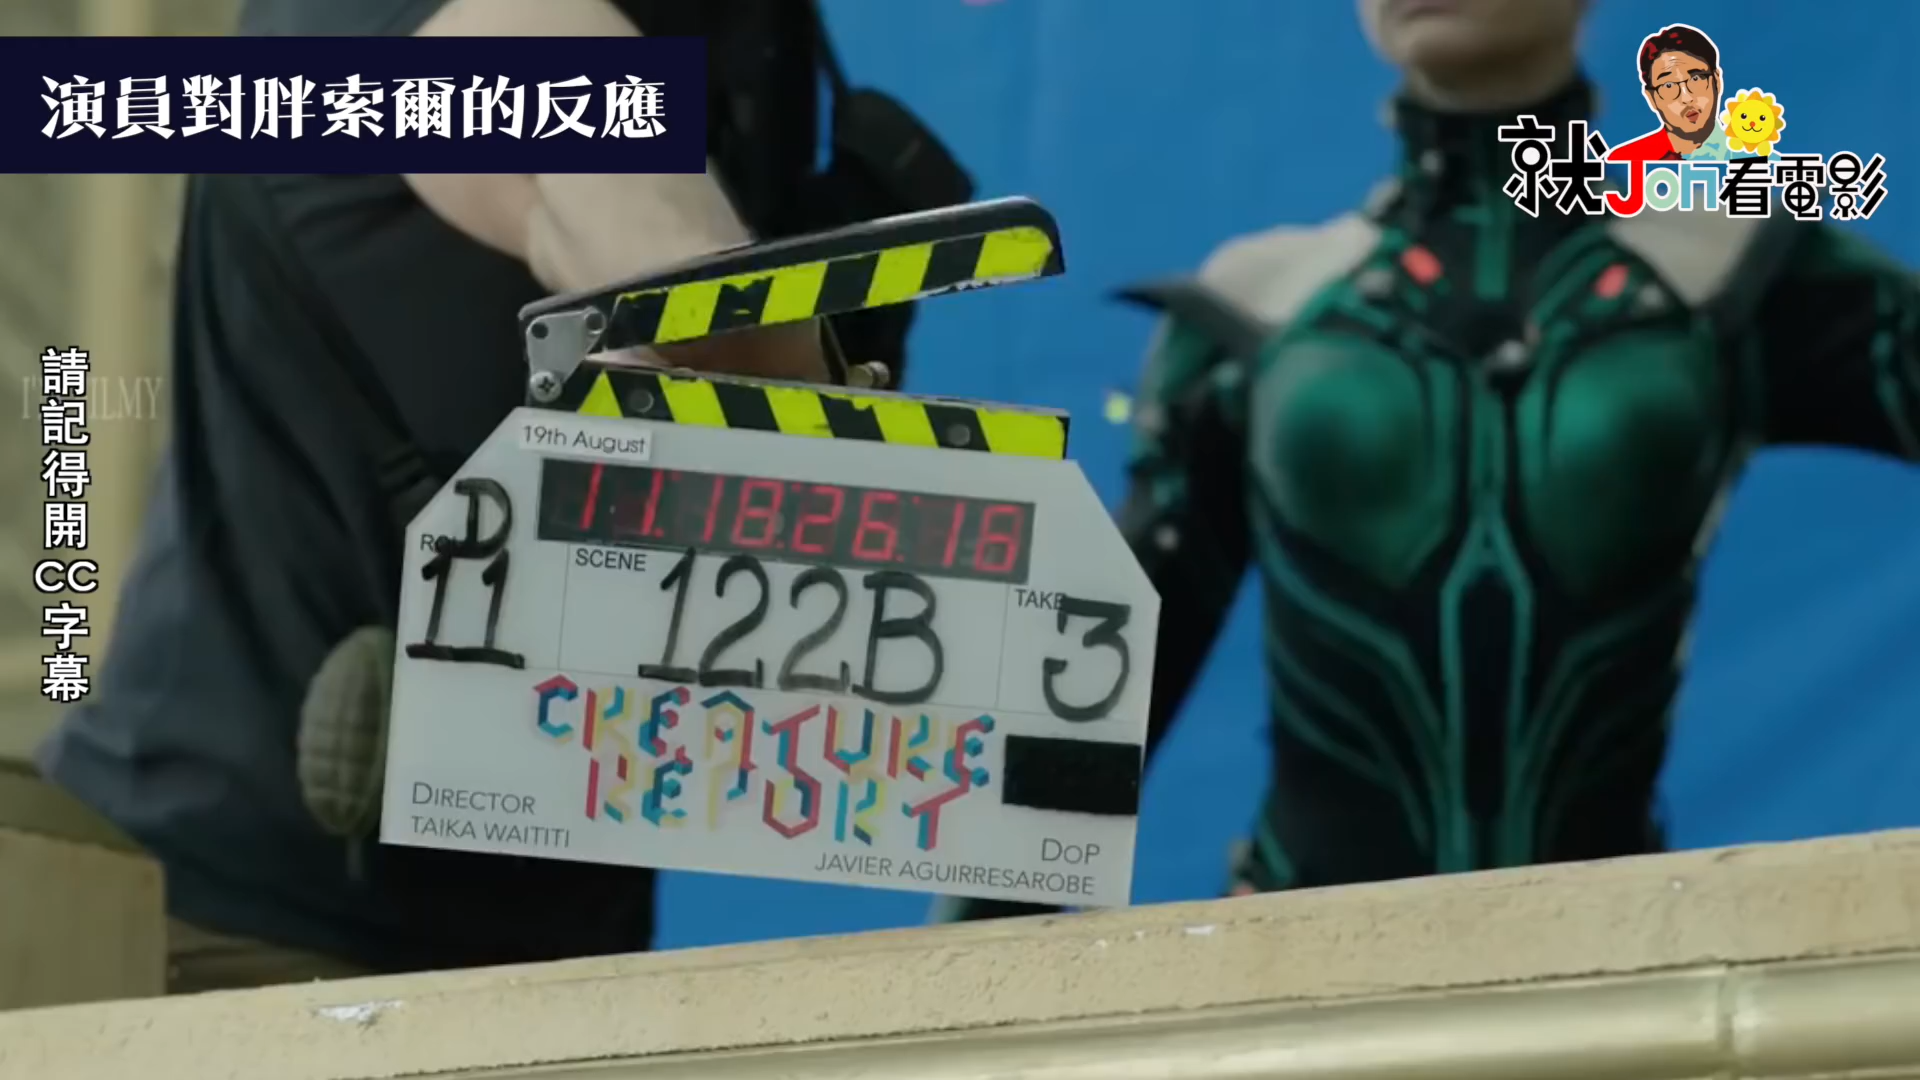 演員對胖索爾的反應
就Jon看電影
請記得開CC字幕
19th August
11.18:26.18
D
11
SCENE
122B
TAKE
3
CREATURE
REPORT
DIRECTOR
TAIKA WAITITI
DoP
JAVIER AGUIRRESAROBE